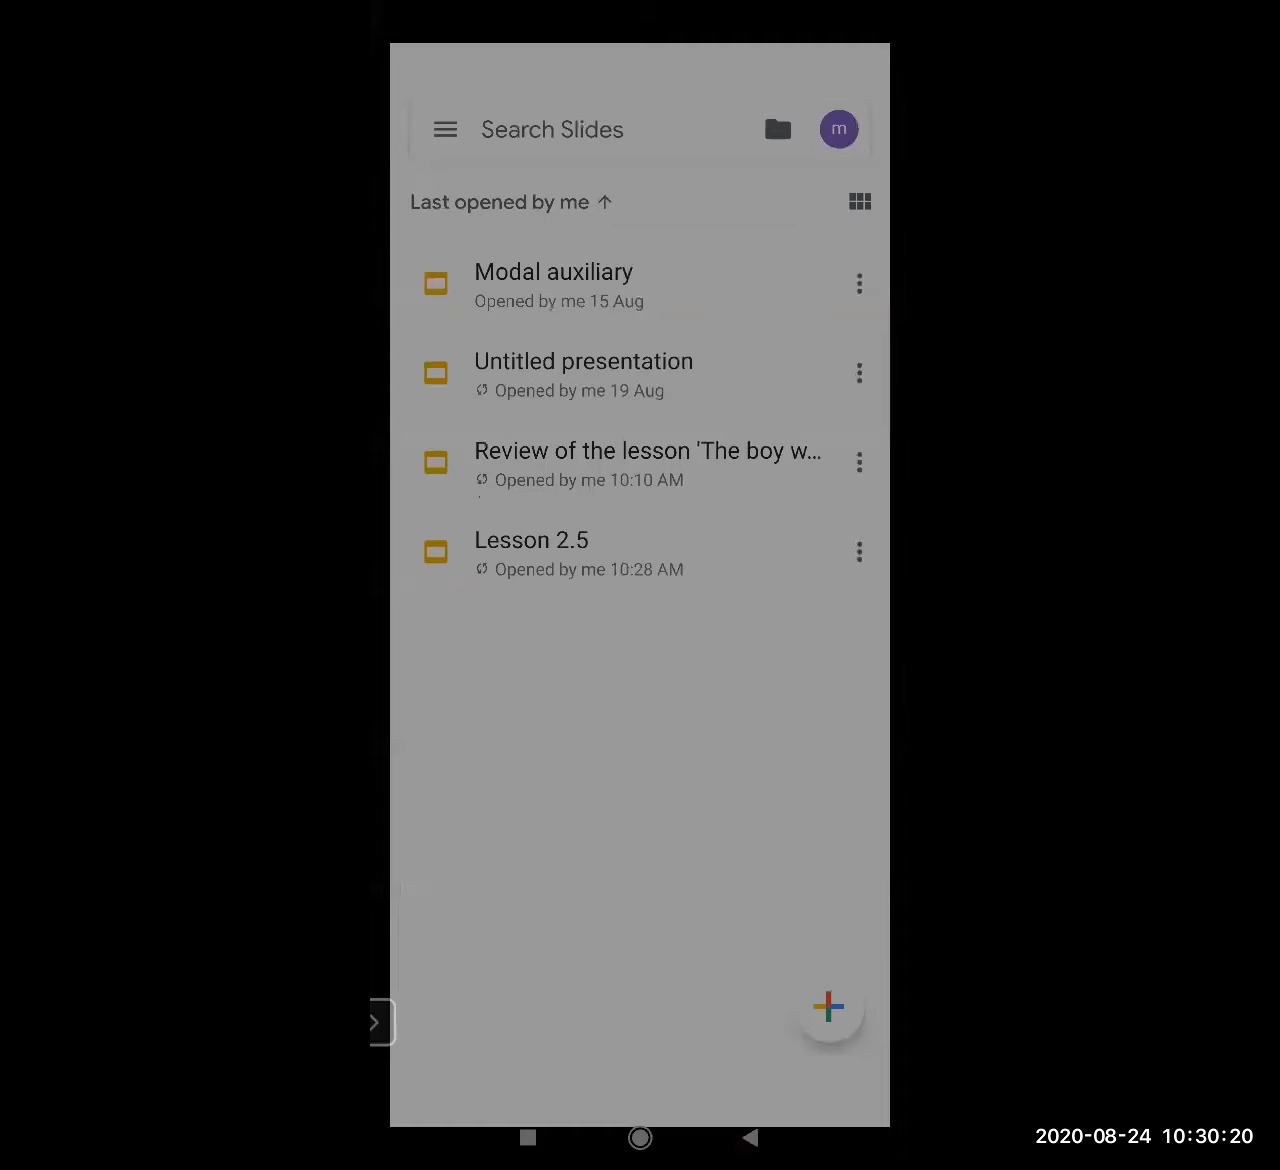 Search Slides
m
Last opened by me ↑
Modal auxiliary
Opened by me 15 Aug
Untitled presentation
Opened by me 19 Aug
Review of the lesson 'The boy w...
Opened by me 10:10 AM
Lesson 2.5
Opened by me 10:28 AM
2020-08-24 10:30:20